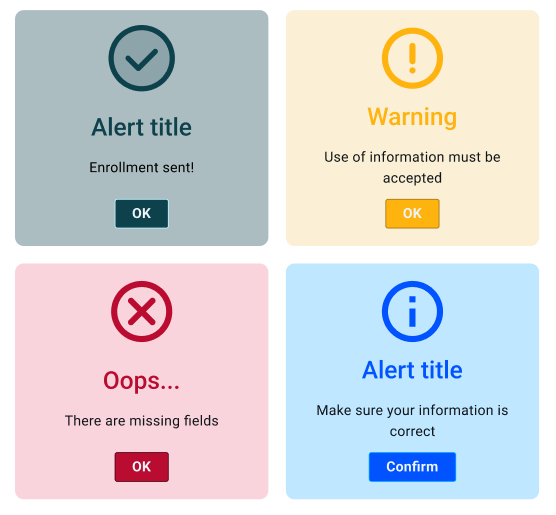 Alert title
Enrollment sent!
OK
Warning
Use of information must be
accepted
OK
Oops...
There are missing fields
OK
Alert title
Make sure your information is
correct
Confirm